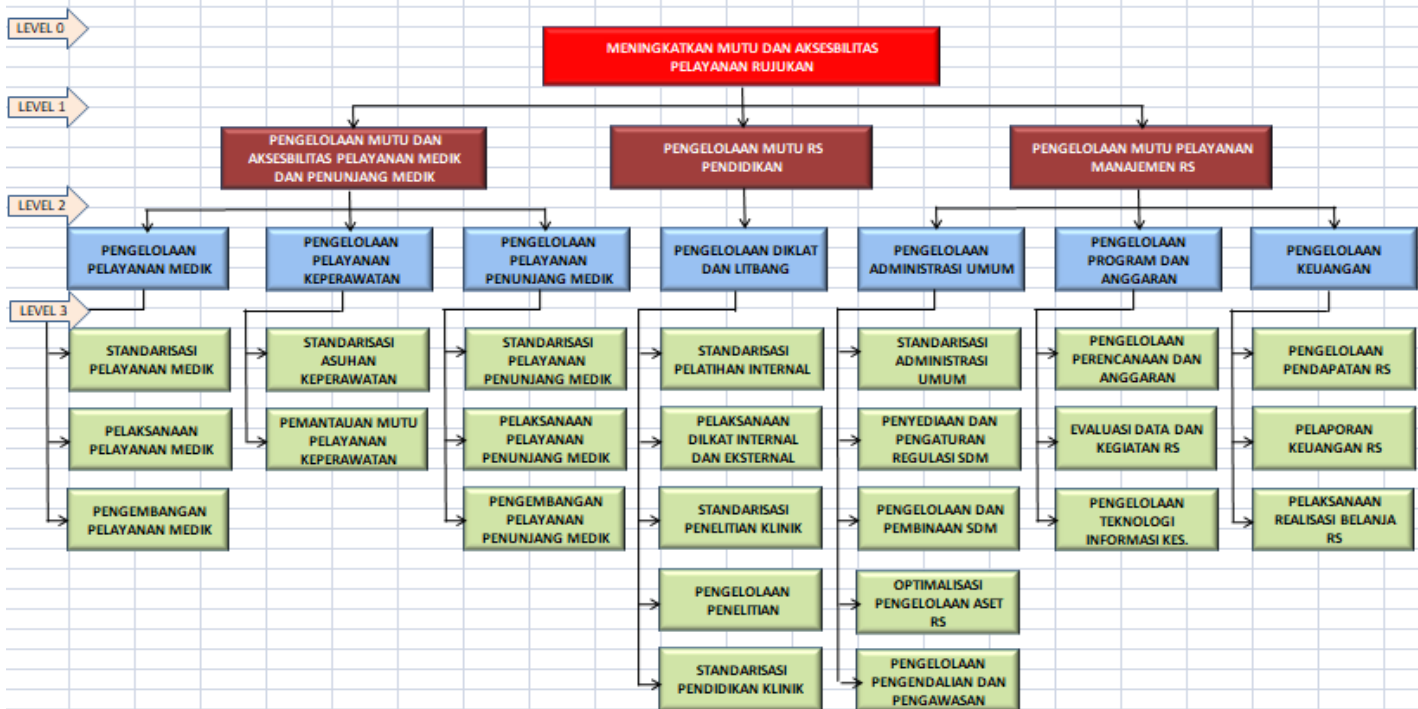 LEVEL 0
MENINGKATKAN MUTU DAN AKSESBILITAS
PELAYANAN RUJUKAN
LEVEL 1
PENGELOLAAN MUTU DAN
AKSESBILITAS PELAYANAN MEDIK
DAN PENUNJANG MEDIK
PENGELOLAAN MUTU RS
PENDIDIKAN
PENGELOLAAN MUTU PELAYANAN
MANAJEMEN RS
LEVEL 2
PENGELOLAAN
PELAYANAN MEDIK
PENGELOLAAN
PELAYANAN
KEPERAWATAN
PENGELOLAAN
PELAYANAN
PENUNJANG MEDIK
PENGELOLAAN DIKLAT
DAN LITBANG
PENGELOLAAN
ADMINISTRASI UMUM
PENGELOLAAN
PROGRAM DAN
ANGGARAN
PENGELOLAAN
KEUANGAN
LEVEL 3
STANDARISASI
PELAYANAN MEDIK
PELAKSANAAN
PELAYANAN MEDIK
PENGEMBANGAN
PELAYANAN MEDIK
STANDARISASI
ASUHAN
KEPERAWATAN
PEMANTAUAN MUTU
PELAYANAN
KEPERAWATAN
STANDARISASI
PELAYANAN
PENUNJANG MEDIK
PELAKSANAAN
PELAYANAN
PENUNJANG MEDIK
PENGEMBANGAN
PELAYANAN
PENUNJANG MEDIK
STANDARISASI
PELATIHAN INTERNAL
PELAKSANAAN
DILKAT INTERNAL
DAN EKSTERNAL
STANDARISASI
PENELITIAN KLINIK
PENGELOLAAN
PENELITIAN
STANDARISASI
PENDIDIKAN KLINIK
STANDARISASI
ADMINISTRASI
UMUM
PENYEDIAAN DAN
PENGATURAN
REGULASI SDM
PENGELOLAAN DAN
PEMBINAAN SDM
OPTIMALISASI
PENGELOLAAN ASET
RS
PENGELOLAAN
PENGENDALIAN DAN
PENGAWASAN
PENGELOLAAN
PERENCANAAN DAN
ANGGARAN
EVALUASI DATA DAN
KEGIATAN RS
PENGELOLAAN
TEKNOLOGI
INFORMASI KES.
PENGELOLAAN
PENDAPATAN RS
PELAPORAN
KEUANGAN RS
PELAKSANAAN
REALISASI BELANJA
RS